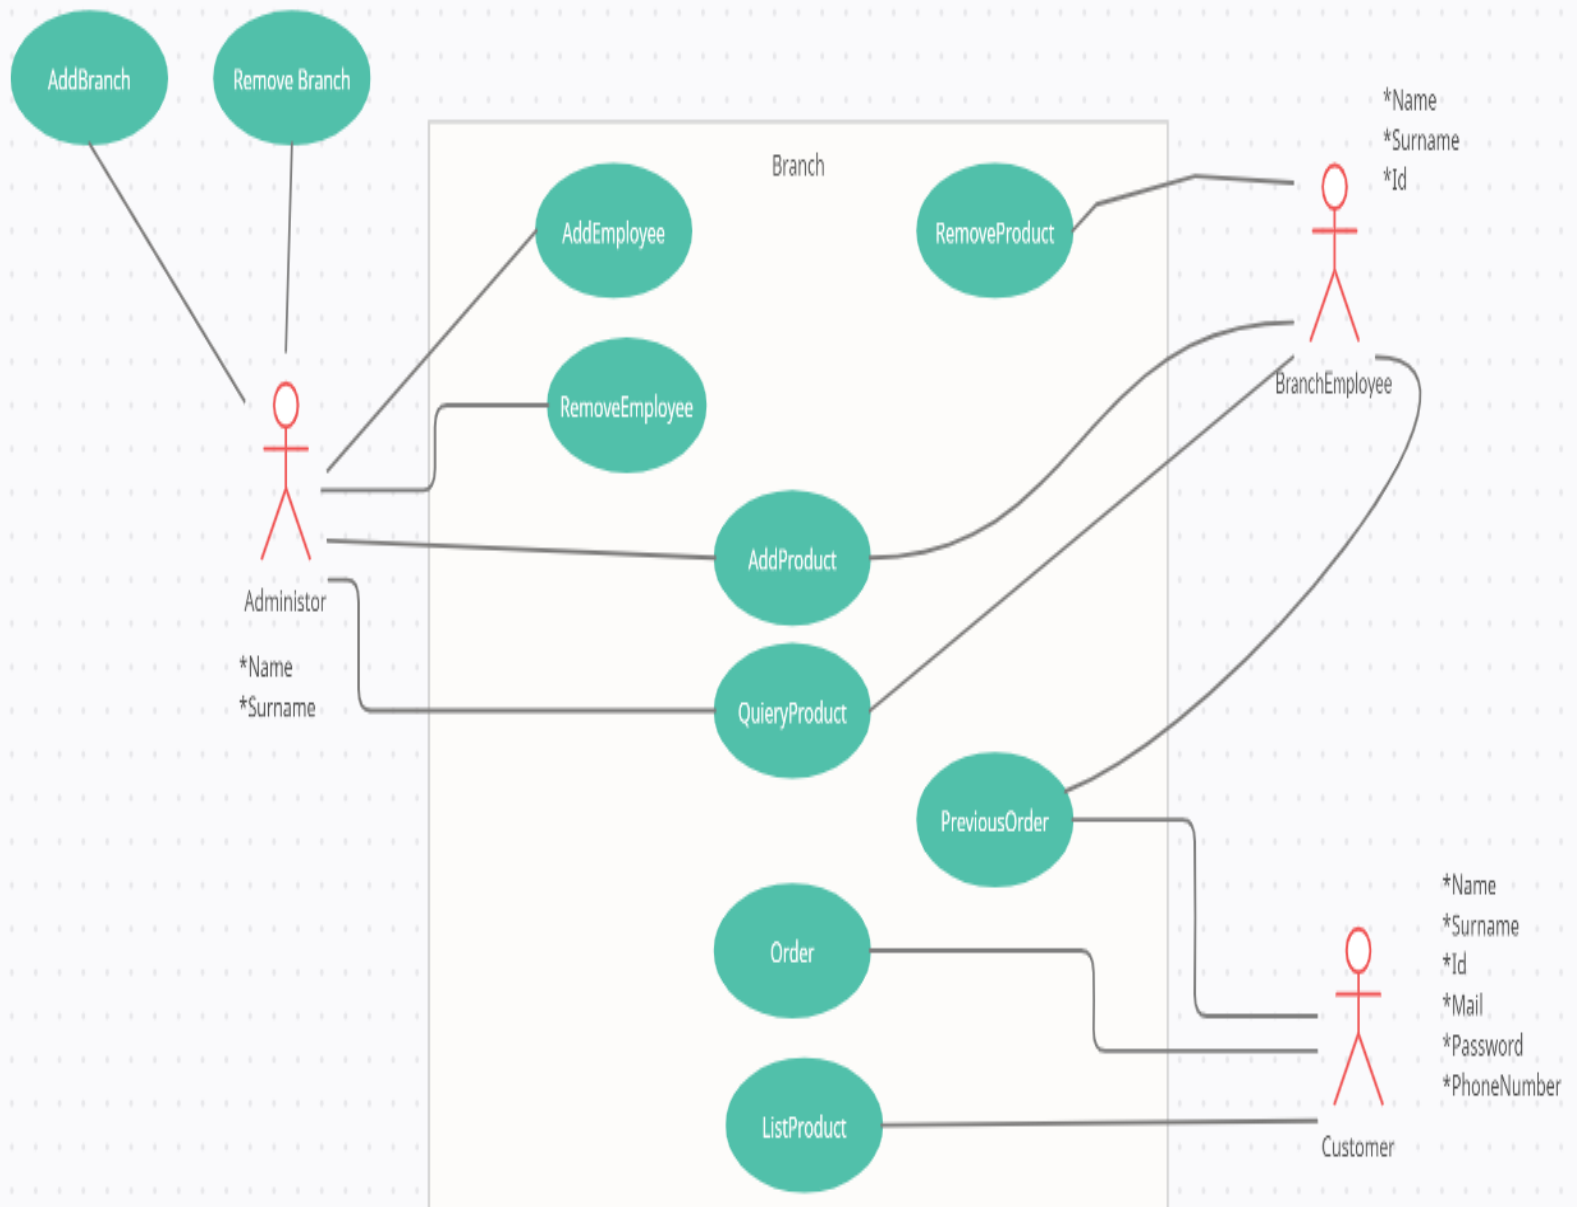 AddBranch
Remove Branch
*Name
*Surname
*Id
Branch
AddEmployee
RemoveProduct
BranchEmployee
RemoveEmployee
AddProduct
Administor
*Name
*Surname
QuieryProduct
PreviousOrder
*Name
*Surname
*Id
*Mail
*Password
*PhoneNumber
Order
ListProduct
Customer